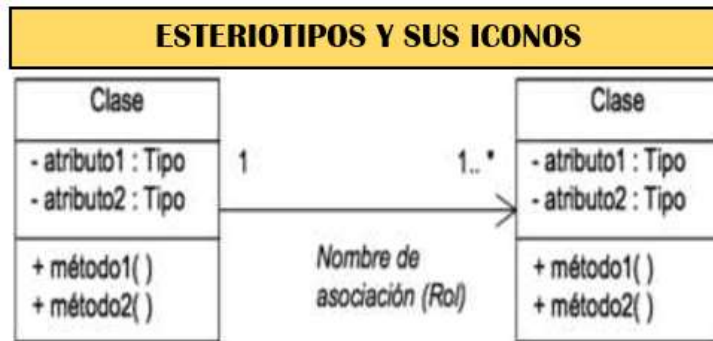 ESTERIOTIPOS Y SUS ICONOS
Clase
- atributo1 : Tipo
- atributo2 : Tipo
+ método1( )
+ método2( )
1
1.. *
Nombre de
asociación (Rol)
Clase
- atributo1 : Tipo
- atributo2 : Tipo
+ método1( )
+ método2( )